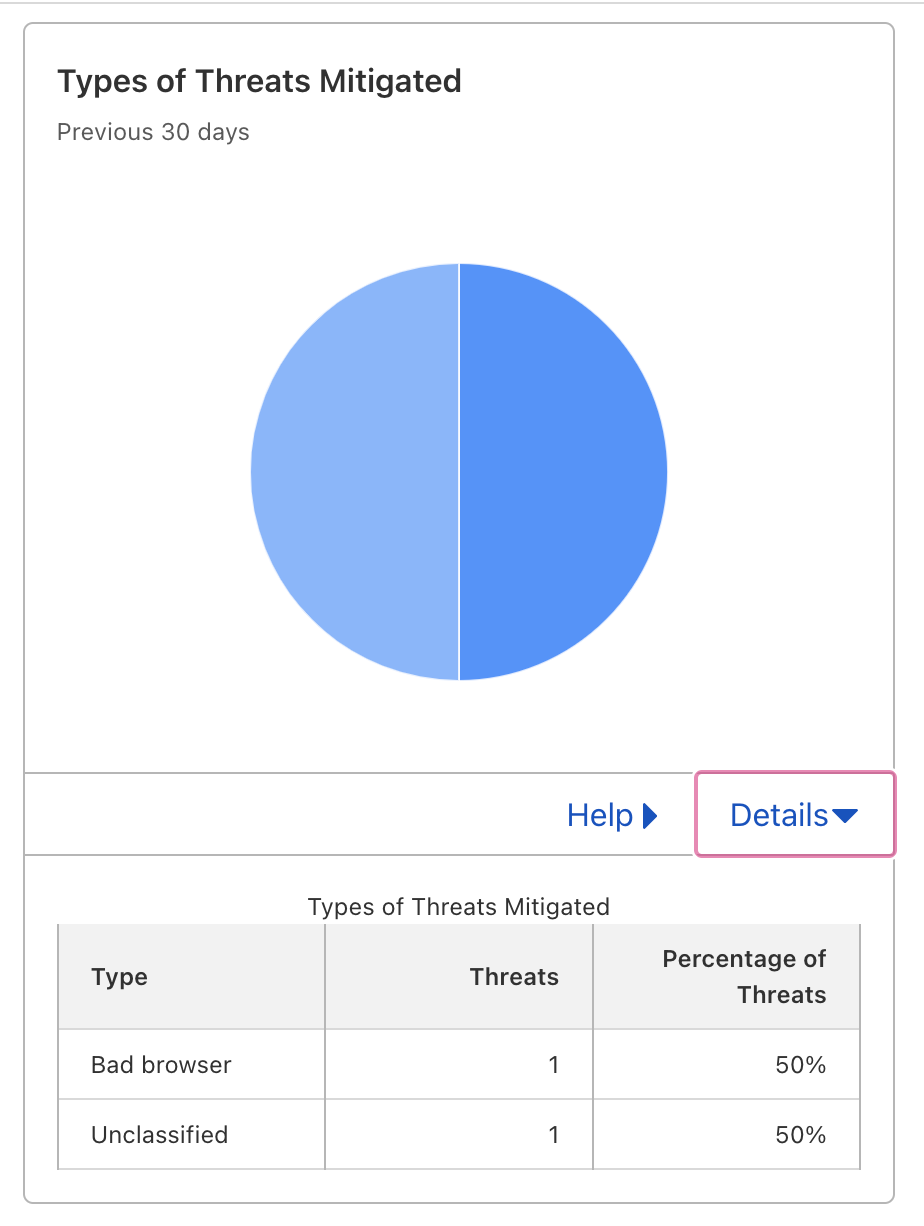 Types of Threats Mitigated
Previous 30 days
Help
Details
Types of Threats Mitigated
Type Threats Percentage of
Threats
Bad browser 1 50%
Unclassified 1 50%